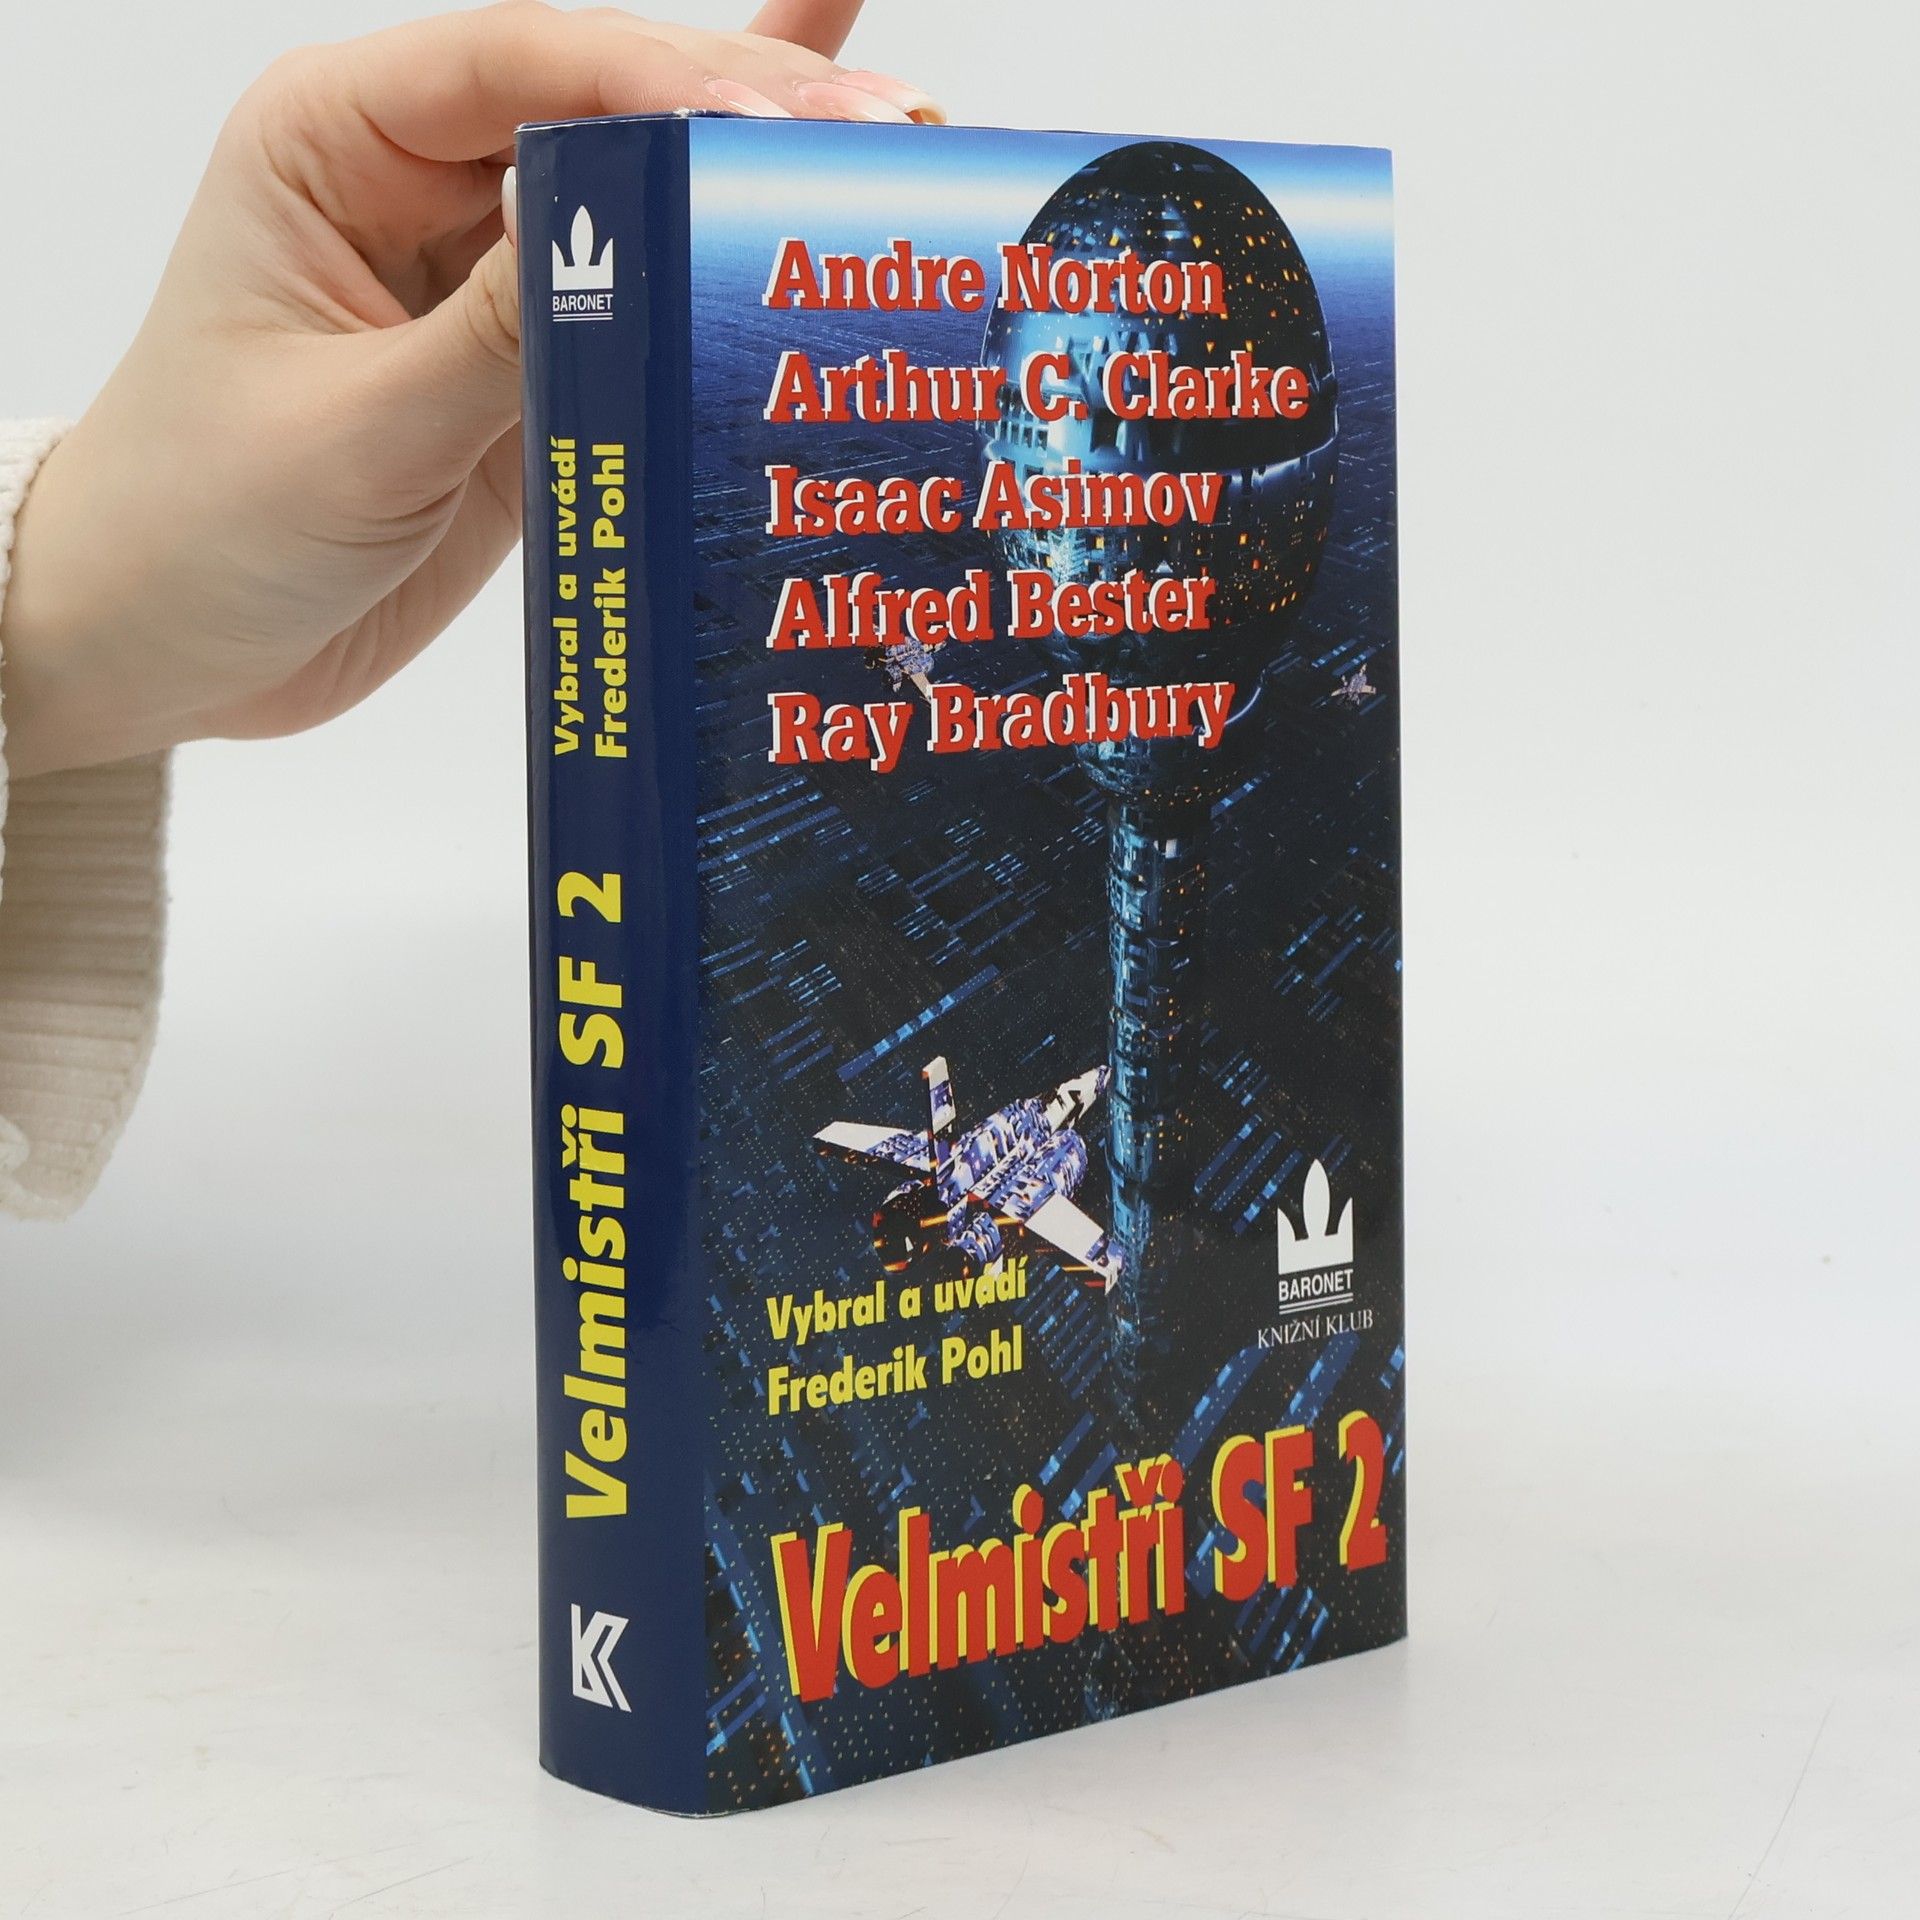 BARONET
Vybral a uvádí
Frederik Pohl
Velmistři SF 2
Andre Norton
Arthur C. Clarke
Isaac Asimov
Alfred Bester
Ray Bradbury
Vybral a uvádí
Frederik Pohl
BARONET
KNIŽNÍ KLUB
Velmistři SF 2